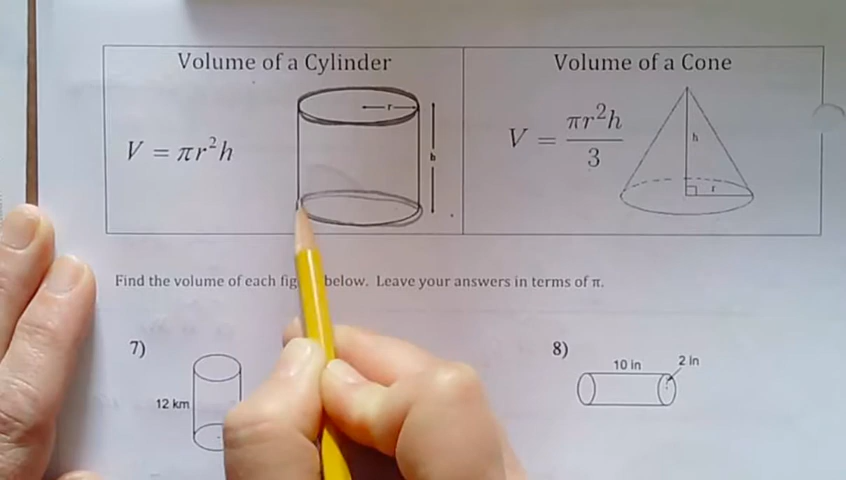 Volume of a Cylinder
V = πr²h
r
h
Volume of a Cone
V = πr²h/3
h
r
Find the volume of each fig below. Leave your answers in terms of π.
7)
12 km
8)
10 in
2 in